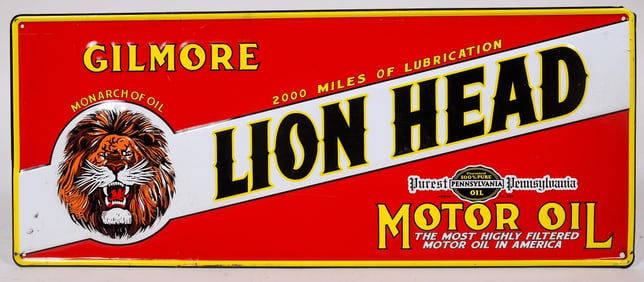 GILMORE
2000 MILES OF LUBRICATION
MONARCH OF OIL
LION HEAD
Guaranteed
100% PURE
Purest PENNSYLVANIA Pennsylvania
OIL
MOTOR OIL
THE MOST HIGHLY FILTERED
MOTOR OIL IN AMERICA